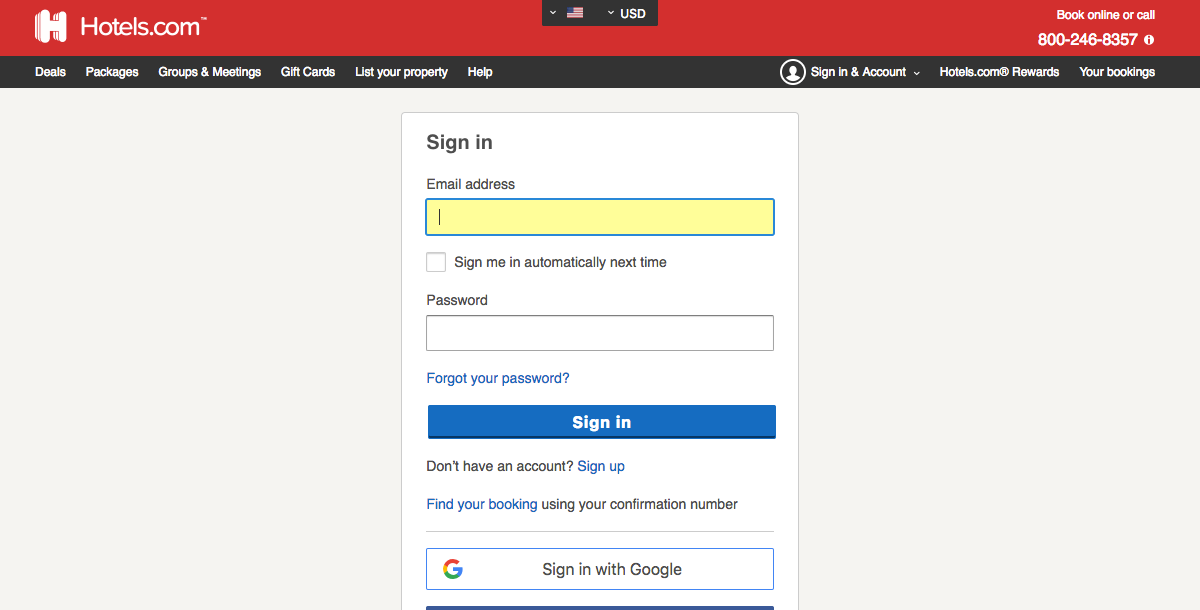 Hotels.com™
USD
Book online or call
800-246-8357
Deals Packages Groups & Meetings Gift Cards List your property Help
Sign in & Account Hotels.com® Rewards Your bookings
Sign in
Email address
Sign me in automatically next time
Password
Forgot your password?
Sign in
Don't have an account? Sign up
Find your booking using your confirmation number
Sign in with Google